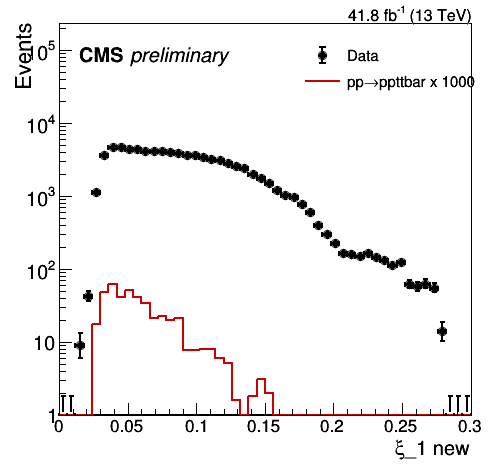 41.8 fb⁻¹ (13 TeV)
Events
CMS preliminary
Data
pp→ppttbar x 1000
10⁵
10⁴
10³
10²
10
1
0 0.05 0.1 0.15 0.2 0.25 0.3
ξ_1 new